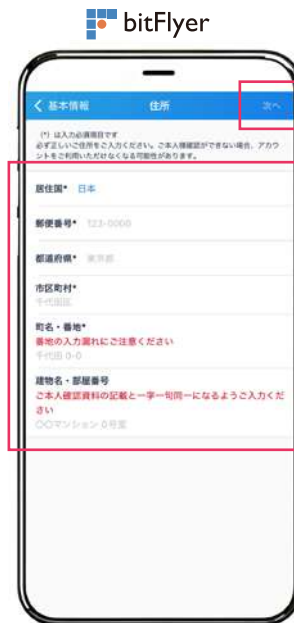 bitFlyer
基本情報 住所 次へ
(*) は入力必須項目です
必ず正しいご住所をご入力ください。ご本人様確認ができない場合、アカウ
ントをご利用いただけなくなる可能性があります。
居住国* 日本
郵便番号* 123-0000
都道府県* 東京都
市区町村*
千代田区
町名・番地*
番地の入力漏れにご注意ください
千代田 0-0
建物名・部屋番号
ご本人確認資料の記載と一字一句同一になるようご入力くだ
さい
〇〇マンション 0号室